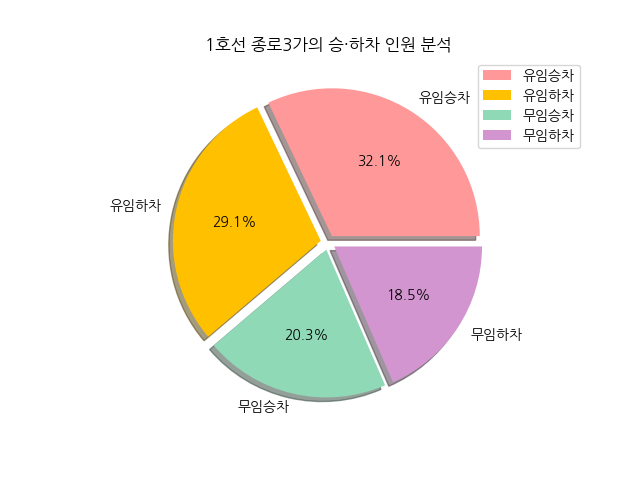 1호선 종로3가의 승·하차 인원 분석
유임승차
유임하차
무임승차
무임하차
유임승차
32.1%
유임하차
29.1%
무임승차
20.3%
무임하차
18.5%